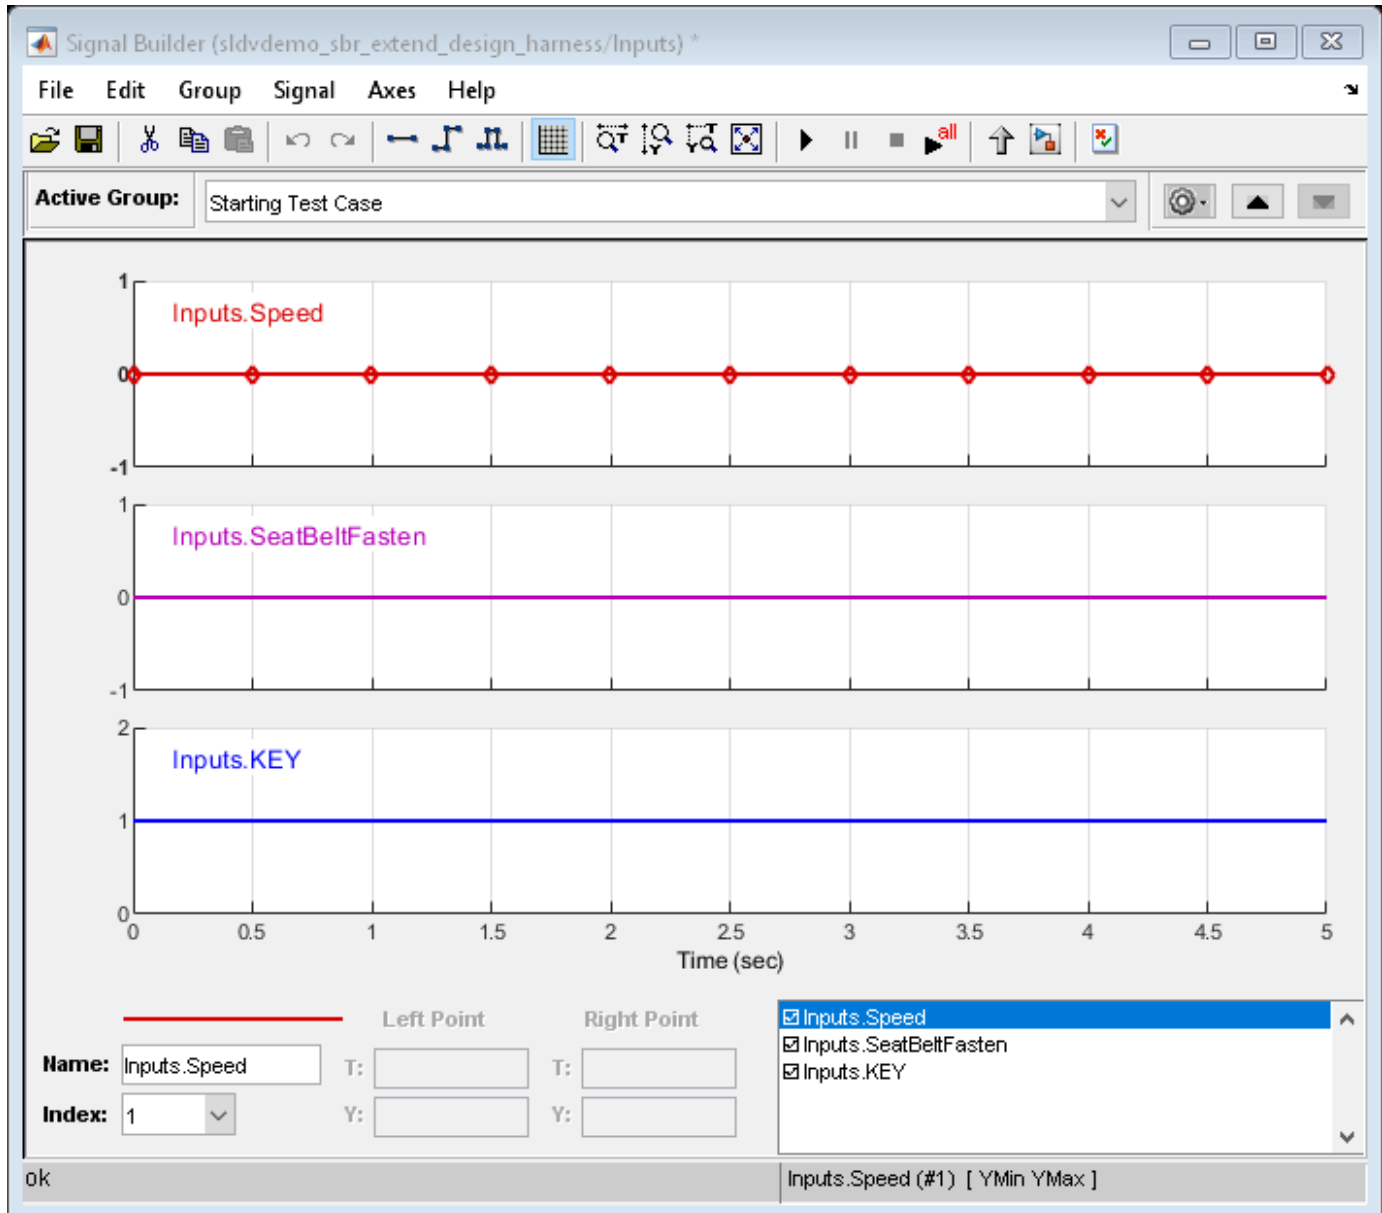 Signal Builder (sldvdemo_sbr_extend_design_harness/Inputs) *
File Edit Group Signal Axes Help
all
Active Group: Starting Test Case
1
Inputs.Speed
0
-1
1
Inputs.SeatBeltFasten
0
-1
2
Inputs.KEY
1
0
0 0.5 1 1.5 2 2.5 3 3.5 4 4.5 5
Time (sec)
Left Point Right Point
Name: Inputs.Speed T: T:
Index: 1 Y: Y:
Inputs.Speed
Inputs.SeatBeltFasten
Inputs.KEY
ok
Inputs.Speed (#1) [ YMin YMax ]